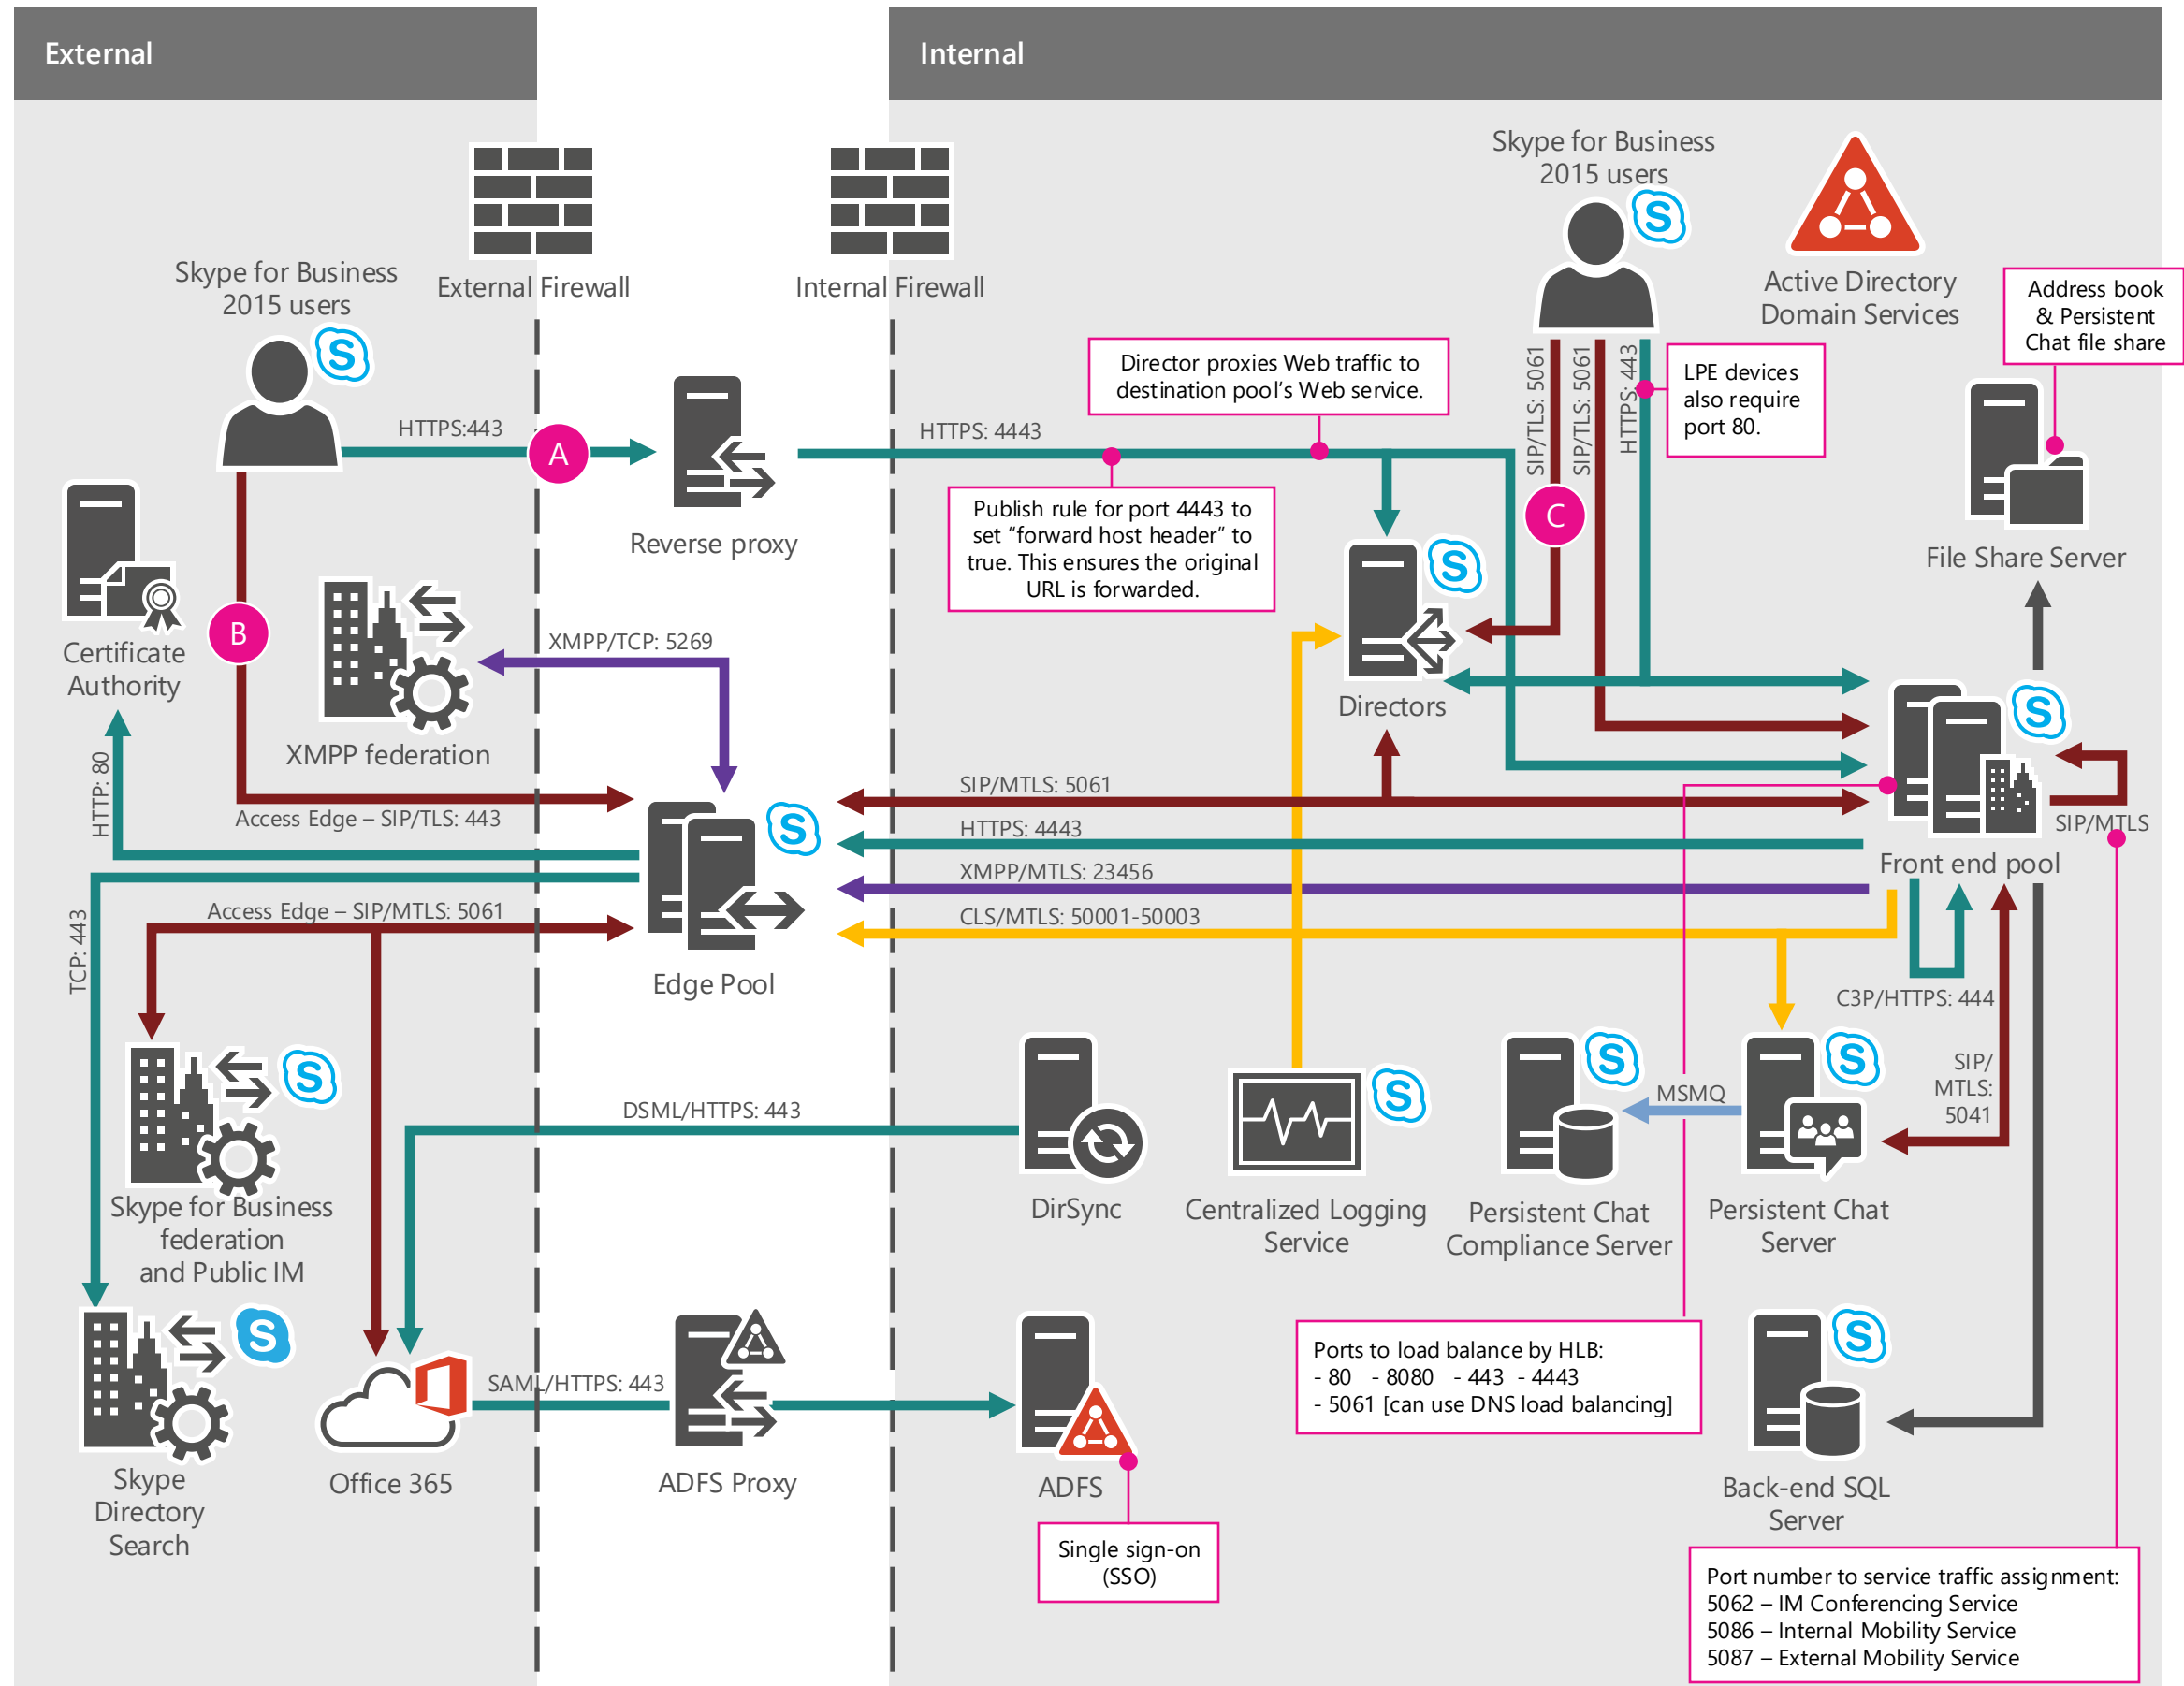 External
Internal
Skype for Business
2015 users
External Firewall
Internal Firewall
Skype for Business
2015 users
Active Directory
Domain Services
Address book
& Persistent
Chat file share
Director proxies Web traffic to
destination pool's Web service.
SIP/TLS: 5061
SIP/TLS: 5061
HTTPS: 443
LPE devices
also require
port 80.
HTTPS:443
A
HTTPS: 4443
Publish rule for port 4443 to
set “forward host header” to
true. This ensures the original
URL is forwarded.
C
Reverse proxy
File Share Server
Certificate
Authority
B
XMPP/TCP: 5269
XMPP federation
Directors
HTTP: 80
Access Edge – SIP/TLS: 443
SIP/MTLS: 5061
HTTPS: 4443
XMPP/MTLS: 23456
CLS/MTLS: 50001-50003
SIP/MTLS
Front end pool
TCP: 443
Access Edge – SIP/MTLS: 5061
Edge Pool
C3P/HTTPS: 444
SIP/
MTLS:
5041
DSML/HTTPS: 443
MSMQ
Skype for Business
federation
and Public IM
DirSync
Centralized Logging
Service
Persistent Chat
Compliance Server
Persistent Chat
Server
Ports to load balance by HLB:
- 80 - 8080 - 443 - 4443
- 5061 [can use DNS load balancing]
SAML/HTTPS: 443
Skype
Directory
Search
Office 365
ADFS Proxy
ADFS
Back-end SQL
Server
Single sign-on
(SSO)
Port number to service traffic assignment:
5062 – IM Conferencing Service
5086 – Internal Mobility Service
5087 – External Mobility Service